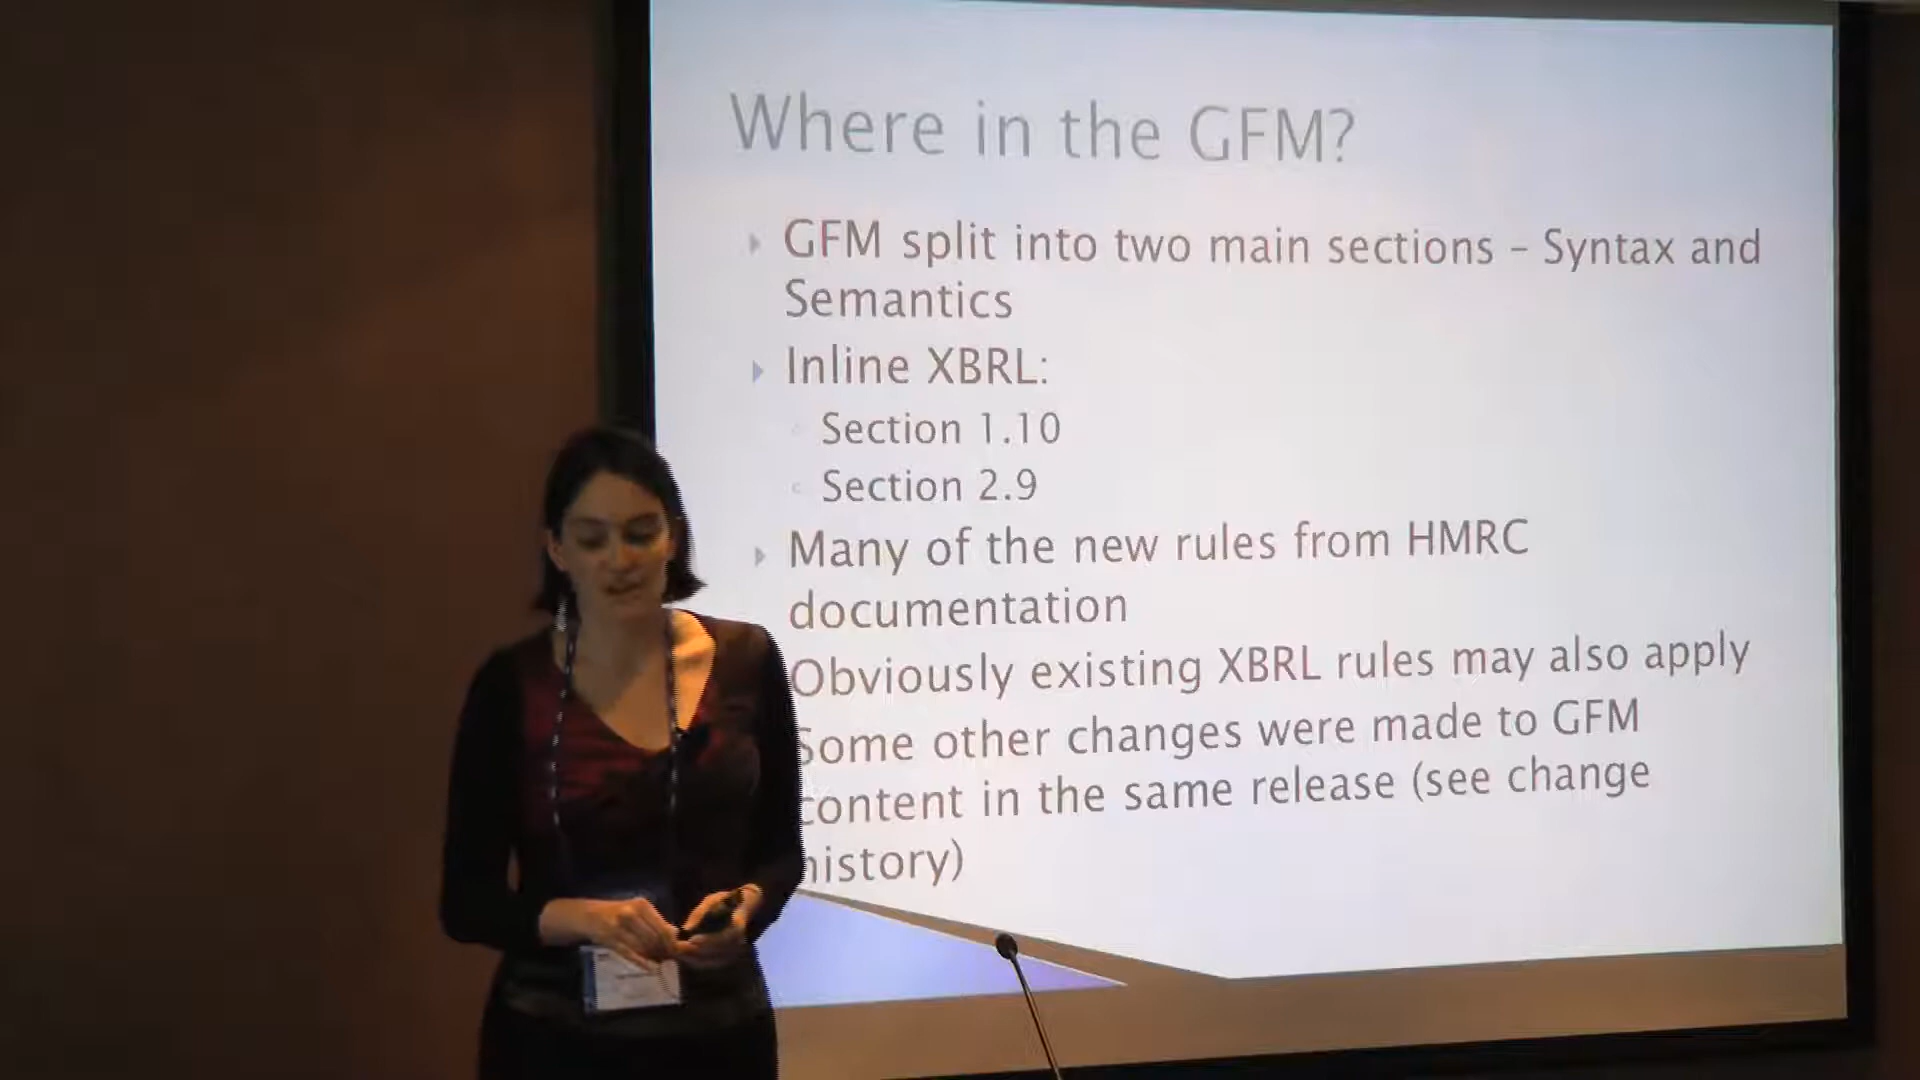 Where in the GFM?
GFM split into two main sections – Syntax and
Semantics
Inline XBRL:
Section 1.10
Section 2.9
Many of the new rules from HMRC
documentation
Obviously existing XBRL rules may also apply
Some other changes were made to GFM
content in the same release (see change
history)